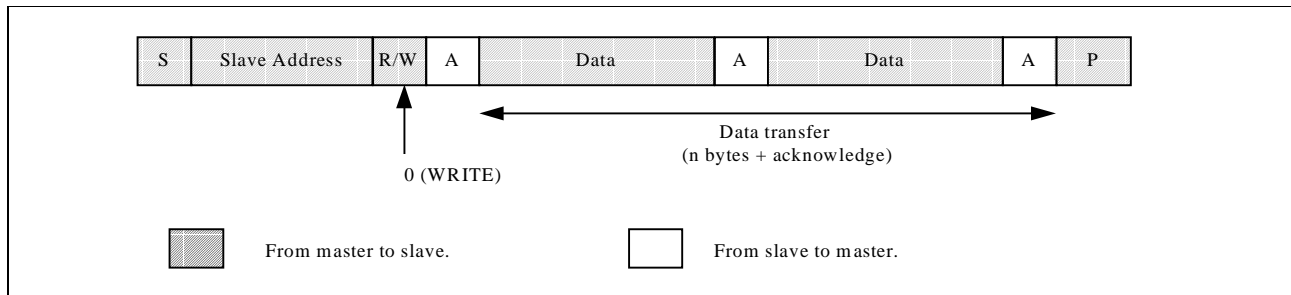 S Slave Address R/W A Data A Data A P
Data transfer
(n bytes + acknowledge)
0 (WRITE)
From master to slave. From slave to master.